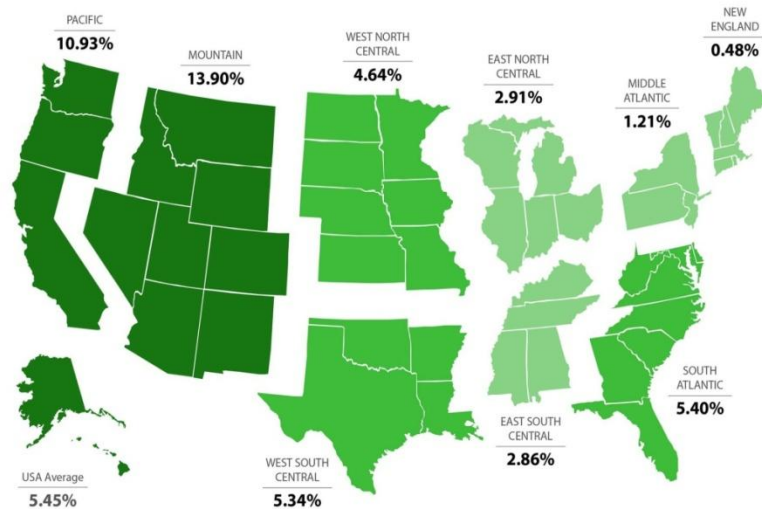 PACIFIC
10.93%
MOUNTAIN
13.90%
WEST NORTH
CENTRAL
4.64%
EAST NORTH
CENTRAL
2.91%
MIDDLE
ATLANTIC
1.21%
NEW
ENGLAND
0.48%
USA Average
5.45%
WEST SOUTH
CENTRAL
5.34%
EAST SOUTH
CENTRAL
2.86%
SOUTH
ATLANTIC
5.40%